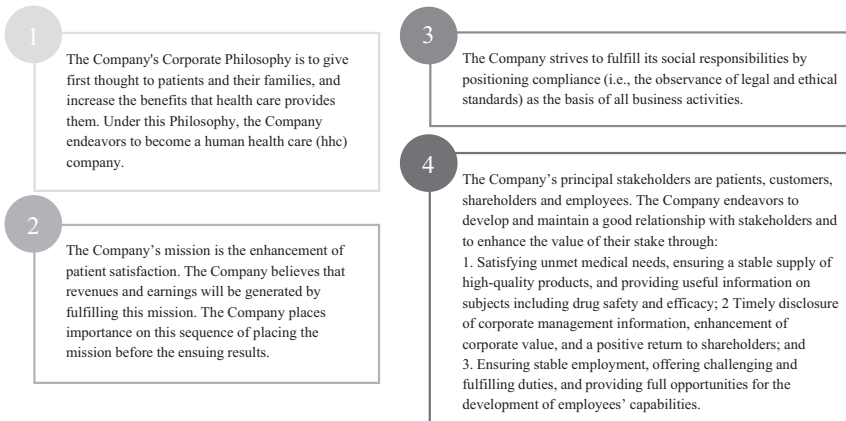 1
The Company's Corporate Philosophy is to give
first thought to patients and their families, and
increase the benefits that health care provides
them. Under this Philosophy, the Company
endeavors to become a human health care (hhc)
company.
2
The Company’s mission is the enhancement of
patient satisfaction. The Company believes that
revenues and earnings will be generated by
fulfilling this mission. The Company places
importance on this sequence of placing the
mission before the ensuing results.
3
The Company strives to fulfill its social responsibilities by
positioning compliance (i.e., the observance of legal and ethical
standards) as the basis of all business activities.
4
The Company’s principal stakeholders are patients, customers,
shareholders and employees. The Company endeavors to
develop and maintain a good relationship with stakeholders and
to enhance the value of their stake through:
1. Satisfying unmet medical needs, ensuring a stable supply of
high-quality products, and providing useful information on
subjects including drug safety and efficacy; 2 Timely disclosure
of corporate management information, enhancement of
corporate value, and a positive return to shareholders; and
3. Ensuring stable employment, offering challenging and
fulfilling duties, and providing full opportunities for the
development of employees’ capabilities.